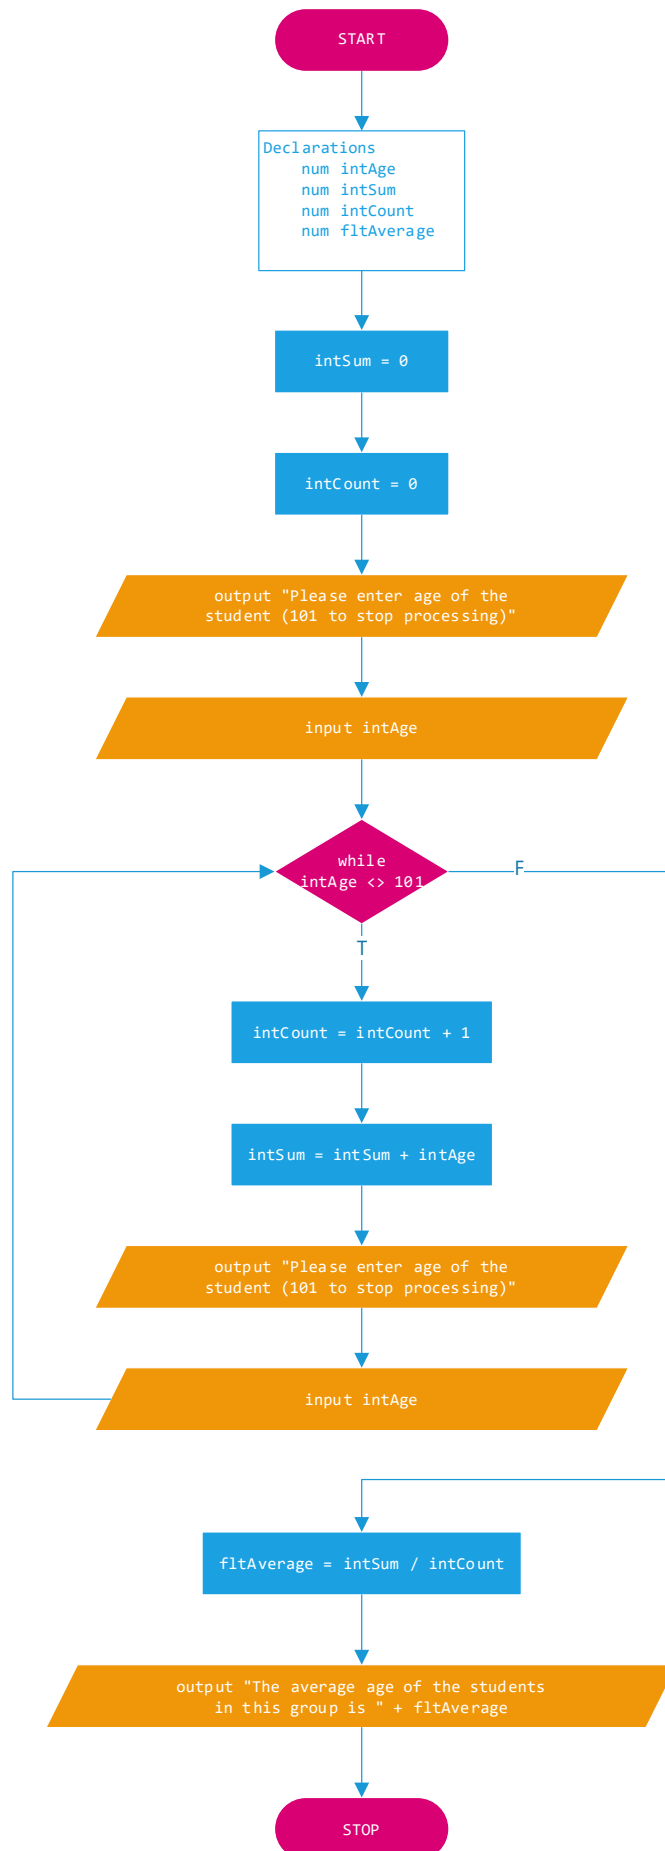 START
Declarations
num intAge
num intSum
num intCount
num fltAverage
intSum = 0
intCount = 0
output "Please enter age of the
student (101 to stop processing)"
input intAge
while
intAge <> 101
F
T
intCount = intCount + 1
intSum = intSum + intAge
output "Please enter age of the
student (101 to stop processing)"
input intAge
fltAverage = intSum / intCount
output "The average age of the students
in this group is " + fltAverage
STOP